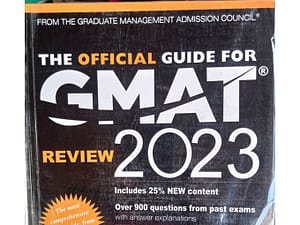 FROM THE GRADUATE MANAGEMENT ADMISSION COUNCIL®
THE OFFICIAL GUIDE FOR
GMAT®
REVIEW 2023
Includes 25% NEW content
Over 900 questions from past exams
with answer explanations
The most
comprehensive
from